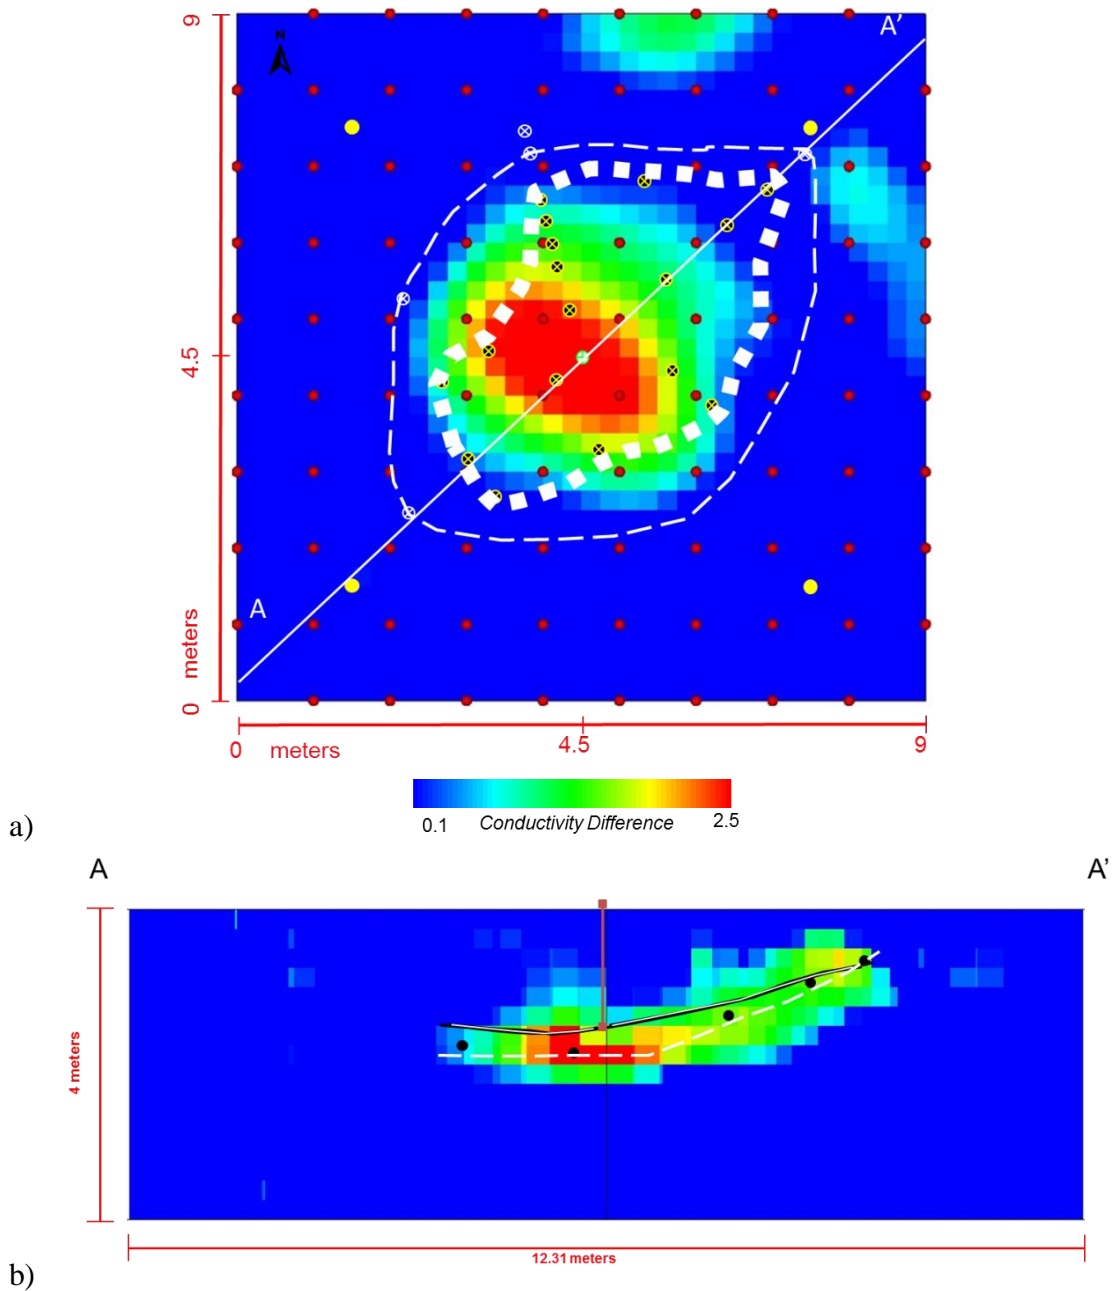 9
A'
N
4.5
meters
A
0
0
meters
4.5
9
0.1
Conductivity Difference
2.5
a)
A
A'
4 meters
12.31 meters
b)